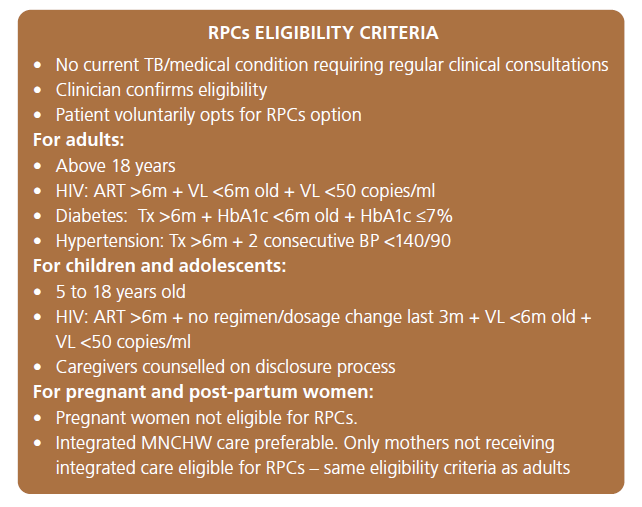 RPCs ELIGIBILITY CRITERIA
• No current TB/medical condition requiring regular clinical consultations
• Clinician confirms eligibility
• Patient voluntarily opts for RPCs option
For adults:
• Above 18 years
• HIV: ART >6m + VL <6m old + VL <50 copies/ml
• Diabetes: Tx >6m + HbA1c <6m old + HbA1c ≤7%
• Hypertension: Tx >6m + 2 consecutive BP <140/90
For children and adolescents:
• 5 to 18 years old
• HIV: ART >6m + no regimen/dosage change last 3m + VL <6m old +
VL <50 copies/ml
• Caregivers counselled on disclosure process
For pregnant and post-partum women:
• Pregnant women not eligible for RPCs.
• Integrated MNCHW care preferable. Only mothers not receiving
integrated care eligible for RPCs – same eligibility criteria as adults